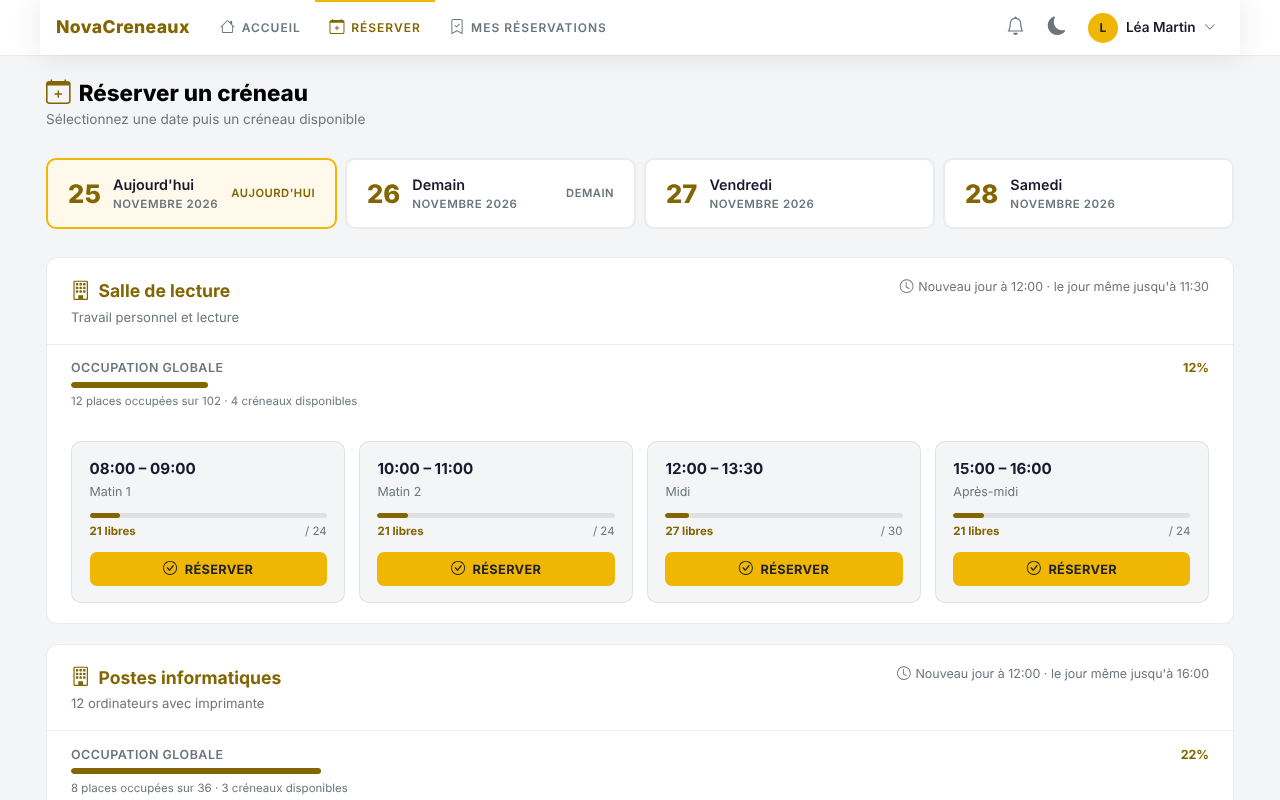 NovaCreneaux
ACCUEIL
RÉSERVER
MES RÉSERVATIONS
L
Léa Martin
Réserver un créneau
Sélectionnez une date puis un créneau disponible
25
Aujourd'hui
NOVEMBRE 2026
AUJOURD'HUI
26
Demain
NOVEMBRE 2026
DEMAIN
27
Vendredi
NOVEMBRE 2026
28
Samedi
NOVEMBRE 2026
Salle de lecture
Nouveau jour à 12:00 · le jour même jusqu'à 11:30
Travail personnel et lecture
OCCUPATION GLOBALE
12%
12 places occupées sur 102 · 4 créneaux disponibles
08:00 – 09:00
Matin 1
21 libres
/ 24
RÉSERVER
10:00 – 11:00
Matin 2
21 libres
/ 24
RÉSERVER
12:00 – 13:30
Midi
27 libres
/ 30
RÉSERVER
15:00 – 16:00
Après-midi
21 libres
/ 24
RÉSERVER
Postes informatiques
Nouveau jour à 12:00 · le jour même jusqu'à 16:00
12 ordinateurs avec imprimante
OCCUPATION GLOBALE
22%
8 places occupées sur 36 · 3 créneaux disponibles